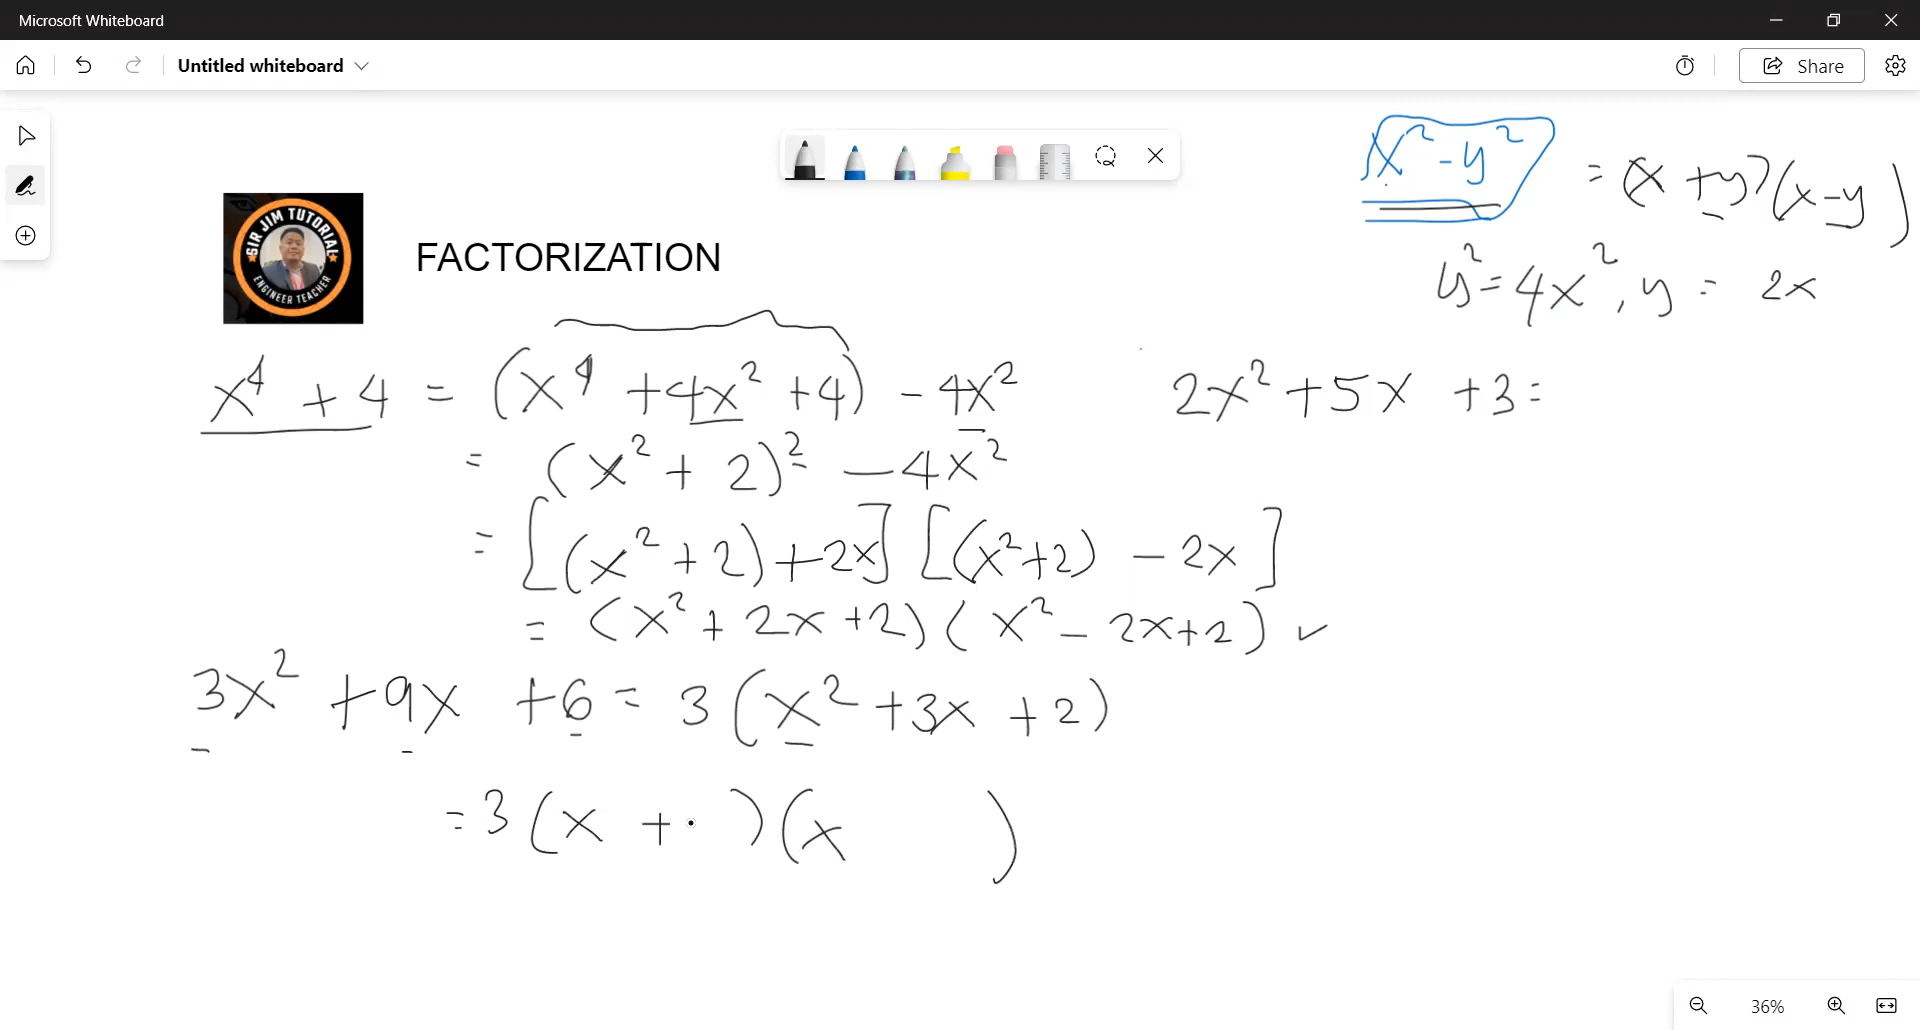 Microsoft Whiteboard
Untitled whiteboard
Share
x² - y² = (x + y)(x - y)
y² = 4x², y = 2x
SIR JIM TUTORIAL
ENGINEER TEACHER
FACTORIZATION
x⁴ + 4 = (x⁴ + 4x² + 4) - 4x²
2x² + 5x + 3 =
= (x² + 2)² - 4x²
= [(x² + 2) + 2x] [(x² + 2) - 2x]
= (x² + 2x + 2)(x² - 2x + 2) ✓
3x² + 9x + 6 = 3(x² + 3x + 2)
= 3(x + )(x )
36%